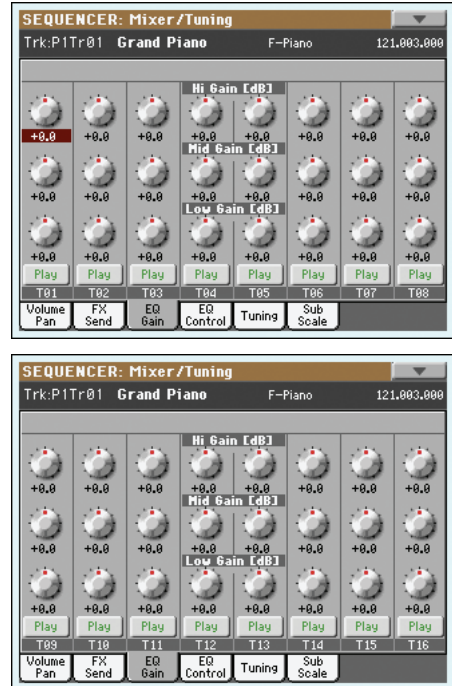 SEQUENCER: Mixer/Tuning
Trk:P1Tr01 Grand Piano F-Piano 121.003.000
Hi Gain [dB]
+0.0 +0.0 +0.0 +0.0 +0.0 +0.0 +0.0 +0.0
Mid Gain [dB]
+0.0 +0.0 +0.0 +0.0 +0.0 +0.0 +0.0 +0.0
Low Gain [dB]
+0.0 +0.0 +0.0 +0.0 +0.0 +0.0 +0.0 +0.0
Play Play Play Play Play Play Play Play
T01 T02 T03 T04 T05 T06 T07 T08
Volume Pan FX Send EQ Gain EQ Control Tuning Sub Scale
SEQUENCER: Mixer/Tuning
Trk:P1Tr01 Grand Piano F-Piano 121.003.000
Hi Gain [dB]
+0.0 +0.0 +0.0 +0.0 +0.0 +0.0 +0.0 +0.0
Mid Gain [dB]
+0.0 +0.0 +0.0 +0.0 +0.0 +0.0 +0.0 +0.0
Low Gain [dB]
+0.0 +0.0 +0.0 +0.0 +0.0 +0.0 +0.0 +0.0
Play Play Play Play Play Play Play Play
T09 T10 T11 T12 T13 T14 T15 T16
Volume Pan FX Send EQ Gain EQ Control Tuning Sub Scale